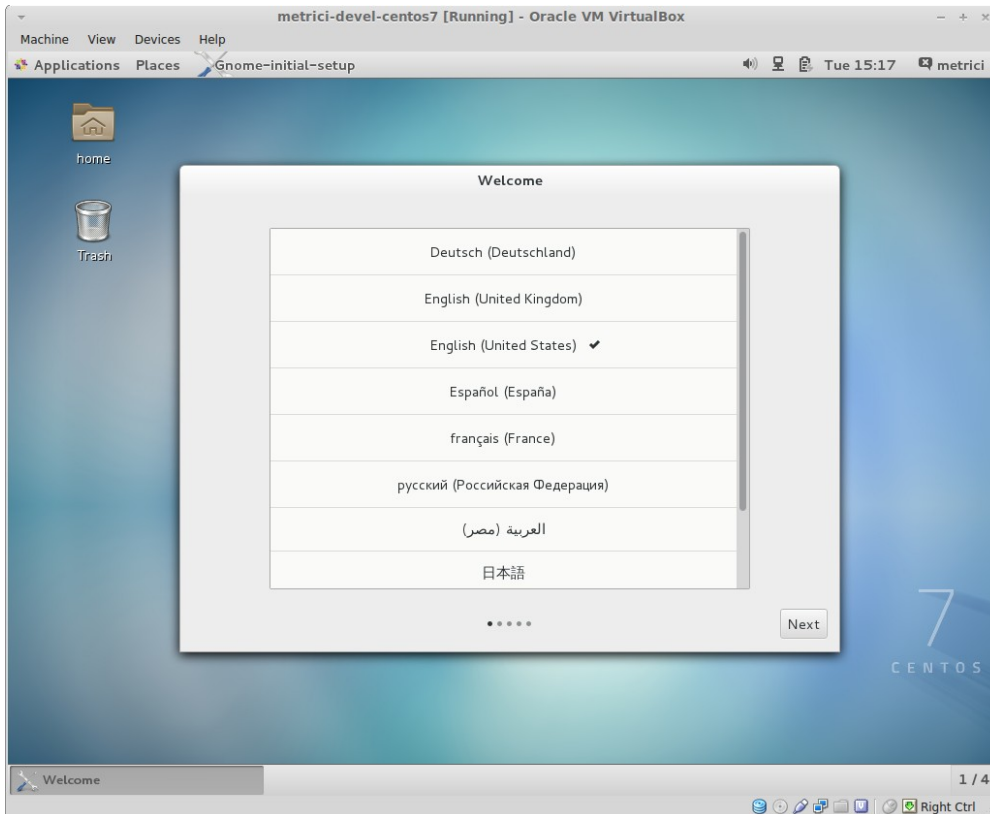 metrici-devel-centos7 [Running] - Oracle VM VirtualBox
Machine View Devices Help
Applications Places Gnome-initial-setup Tue 15:17 metrici
home
Trash
Welcome
Deutsch (Deutschland)
English (United Kingdom)
English (United States)
Español (España)
français (France)
русский (Российская Федерация)
العربية (مصر)
日本語
Next
7
CENTOS
Welcome 1 / 4
Right Ctrl